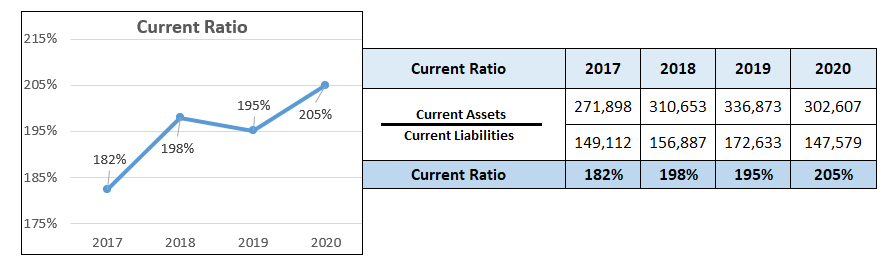 Current Ratio
215%
205%
195%
185%
175%
182%
198%
195%
205%
2017 2018 2019 2020
Current Ratio 2017 2018 2019 2020
Current Assets 271,898 310,653 336,873 302,607
Current Liabilities 149,112 156,887 172,633 147,579
Current Ratio 182% 198% 195% 205%